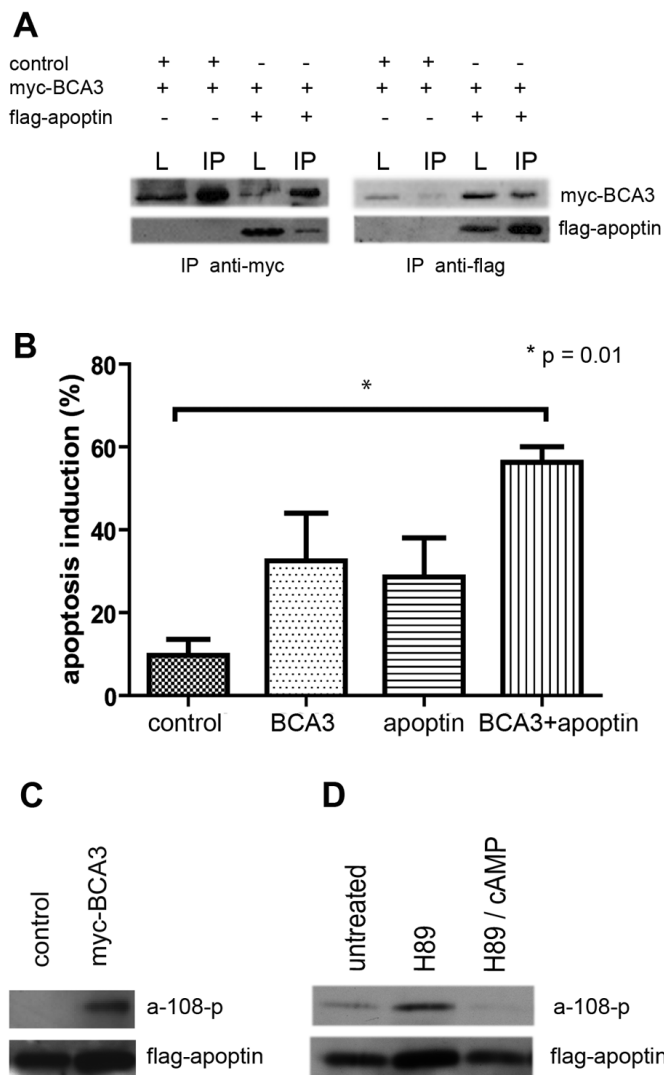 A
control + + - - + + - -
myc-BCA3 + + + + + + + +
flag-apoptin - - + + - - + +
L IP L IP L IP L IP
myc-BCA3
flag-apoptin
IP anti-myc IP anti-flag
B
* p = 0.01
*
apoptosis induction (%)
80
60
40
20
0
control BCA3 apoptin BCA3+apoptin
C
control
myc-BCA3
a-108-p
flag-apoptin
D
untreated
H89
H89 / cAMP
a-108-p
flag-apoptin